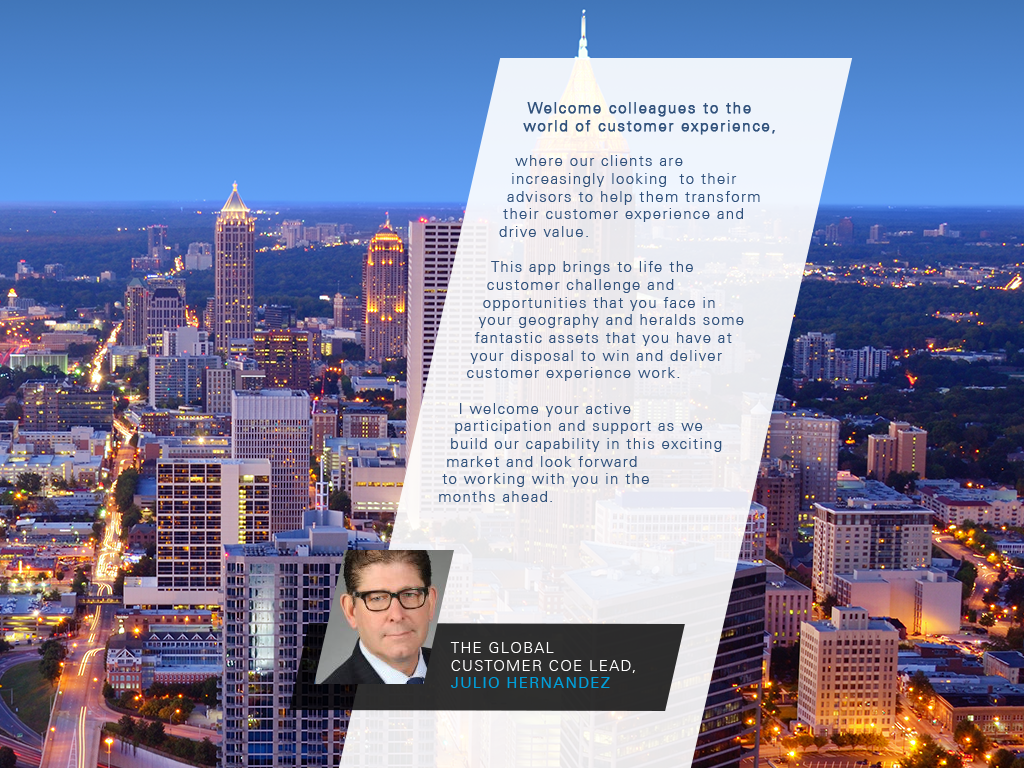 Welcome colleagues to the
world of customer experience,
where our clients are
increasingly looking to their
advisors to help them transform
their customer experience and
drive value.
This app brings to life the
customer challenge and
opportunities that you face in
your geography and heralds some
fantastic assets that you have at
your disposal to win and deliver
customer experience work.
I welcome your active
participation and support as we
build our capability in this exciting
market and look forward
to working with you in the
months ahead.
THE GLOBAL
CUSTOMER COE LEAD,
JULIO HERNANDEZ